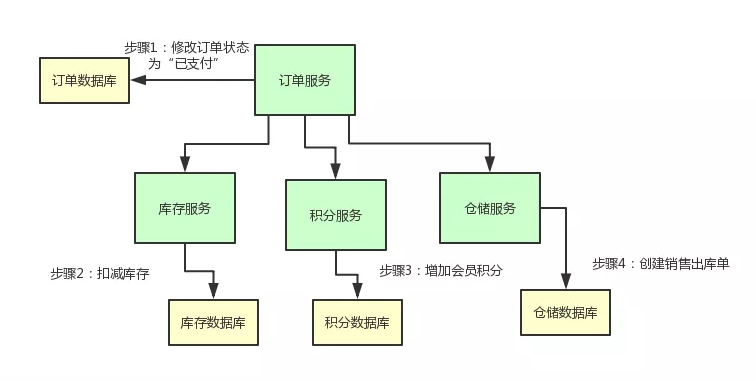 步骤1：修改订单状态
为“已支付”
订单数据库
订单服务
库存服务
积分服务
仓储服务
步骤2：扣减库存
步骤3：增加会员积分
步骤4：创建销售出库单
库存数据库
积分数据库
仓储数据库